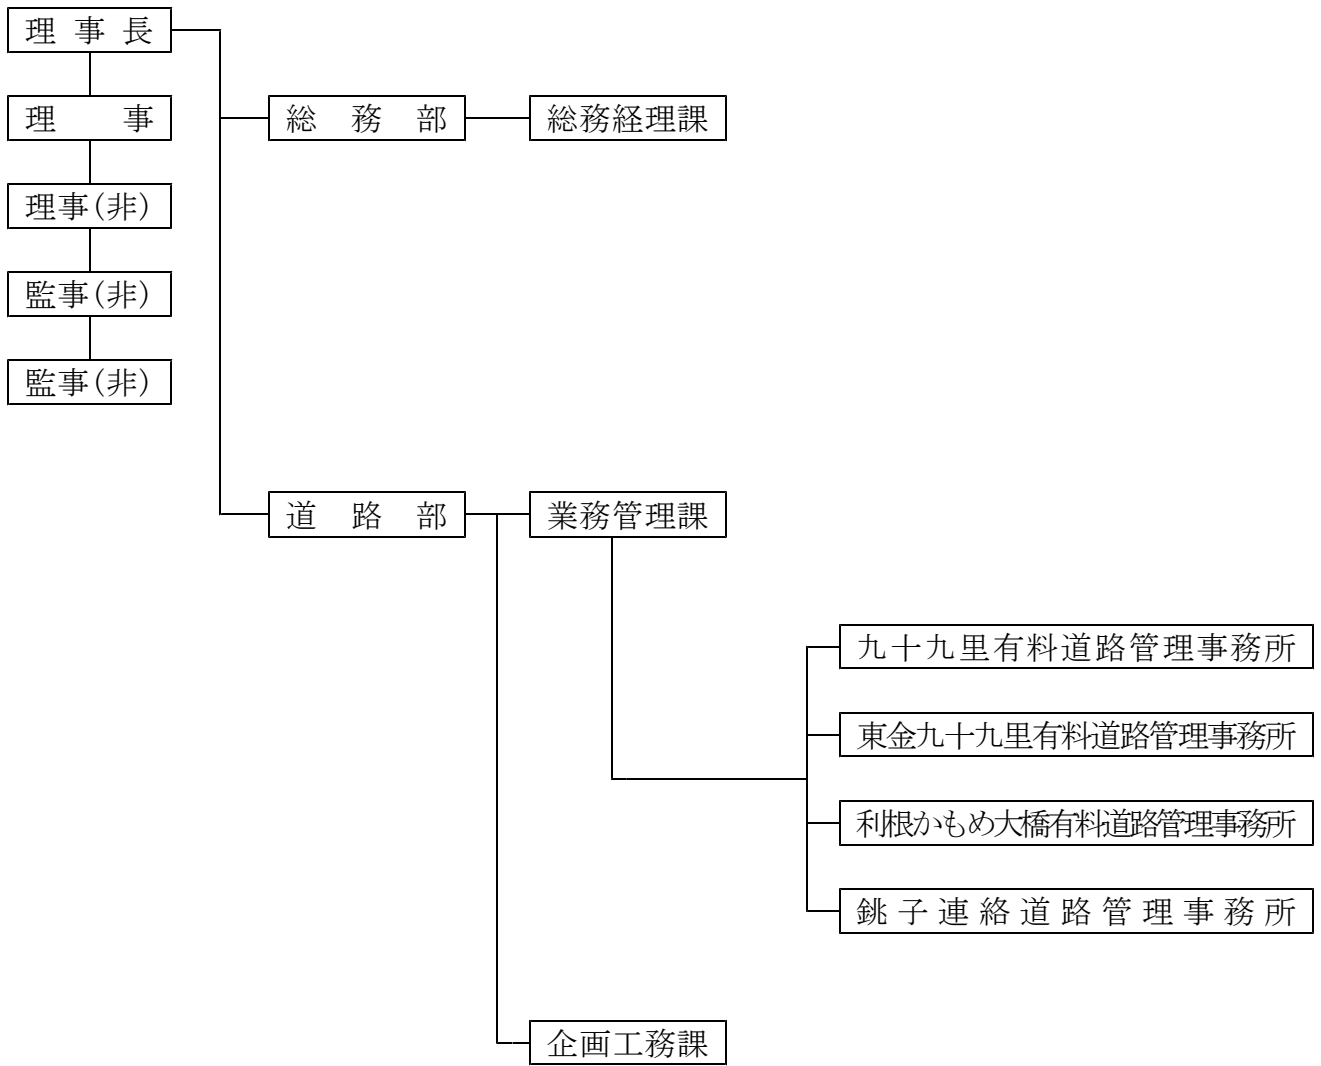 理事長
理事
総務部
総務経理課
理事(非)
監事(非)
監事(非)
道路部
業務管理課
九十九里有料道路管理事務所
東金九十九里有料道路管理事務所
利根かもめ大橋有料道路管理事務所
銚子連絡道路管理事務所
企画工務課